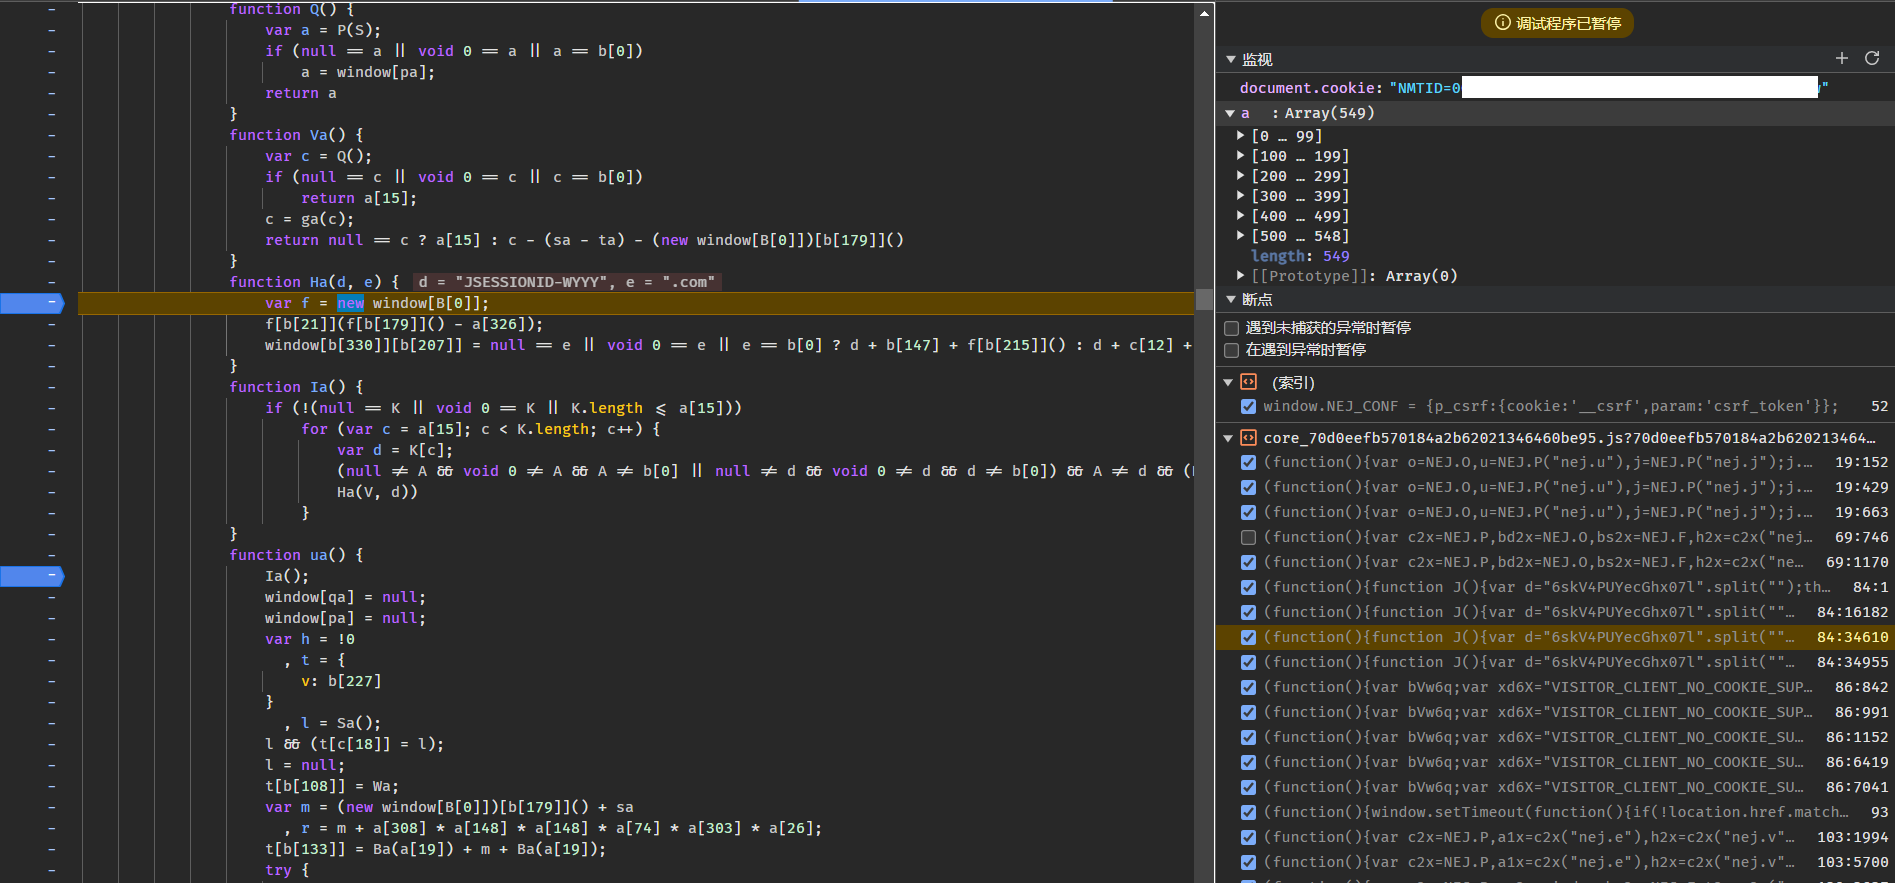 function Q() {
var a = P(S);
if (null == a || void 0 == a || a == b[0])
a = window[pa];
return a
}
function Va() {
var c = Q();
if (null == c || void 0 == c || c == b[0])
return a[15];
c = ga(c);
return null == c ? a[15] : c - (sa - ta) - (new window[B[0]])[b[179]]()
}
function Ha(d, e) { d = "JSESSIONID-WYYY", e = ".com"
var f = new window[B[0]];
f[b[21]](f[b[179]]() - a[326]);
window[b[330]][b[207]] = null == e || void 0 == e || e == b[0] ? d + b[147] + f[b[215]]() : d + c[12] +
}
function Ia() {
if (!(null == K || void 0 == K || K.length <= a[15]))
for (var c = a[15]; c < K.length; c++) {
var d = K[c];
(null != A && void 0 != A && A != b[0] || null != d && void 0 != d && d != b[0]) && A != d && (
Ha(V, d))
}
}
function ua() {
Ia();
window[qa] = null;
window[pa] = null;
var h = !0
, t = {
v: b[227]
}
, l = Sa();
l && (t[c[18]] = l);
l = null;
t[b[108]] = Wa;
var m = (new window[B[0]])[b[179]]() + sa
, r = m + a[308] * a[148] * a[148] * a[74] * a[303] * a[26];
t[b[133]] = Ba(a[19]) + m + Ba(a[19]);
try {
调试程序已暂停
监视
document.cookie: "NMTID=0 "
a : Array(549)
[0 … 99]
[100 … 199]
[200 … 299]
[300 … 399]
[400 … 499]
[500 … 548]
length: 549
[[Prototype]]: Array(0)
断点
遇到未捕获的异常时暂停
在遇到异常时暂停
(索引)
window.NEJ_CONF = {p_csrf:{cookie:'__csrf',param:'csrf_token'}}; 52
core_70d0eefb570184a2b62021346460be95.js?70d0eefb570184a2b620213464…
(function(){var o=NEJ.O,u=NEJ.P("nej.u"),j=NEJ.P("nej.j");j.… 19:152
(function(){var o=NEJ.O,u=NEJ.P("nej.u"),j=NEJ.P("nej.j");j.… 19:429
(function(){var o=NEJ.O,u=NEJ.P("nej.u"),j=NEJ.P("nej.j");j.… 19:663
(function(){var c2x=NEJ.P,bd2x=NEJ.O,bs2x=NEJ.F,h2x=c2x("nej… 69:746
(function(){var c2x=NEJ.P,bd2x=NEJ.O,bs2x=NEJ.F,h2x=c2x("ne… 69:1170
(function(){function J(){var d="6skV4PUYecGhx07l".split("");th… 84:1
(function(){function J(){var d="6skV4PUYecGhx07l".split(""… 84:16182
(function(){function J(){var d="6skV4PUYecGhx07l".split(""… 84:34610
(function(){function J(){var d="6skV4PUYecGhx07l".split(""… 84:34955
(function(){var bVw6q;var xd6X="VISITOR_CLIENT_NO_COOKIE_SUP… 86:842
(function(){var bVw6q;var xd6X="VISITOR_CLIENT_NO_COOKIE_SUP… 86:991
(function(){var bVw6q;var xd6X="VISITOR_CLIENT_NO_COOKIE_SU… 86:1152
(function(){var bVw6q;var xd6X="VISITOR_CLIENT_NO_COOKIE_SU… 86:6419
(function(){var bVw6q;var xd6X="VISITOR_CLIENT_NO_COOKIE_SU… 86:7041
(function(){window.setTimeout(function(){if(!location.href.match… 93
(function(){var c2x=NEJ.P,a1x=c2x("nej.e"),h2x=c2x("nej.v"… 103:1994
(function(){var c2x=NEJ.P,a1x=c2x("nej.e"),h2x=c2x("nej.v"… 103:5700